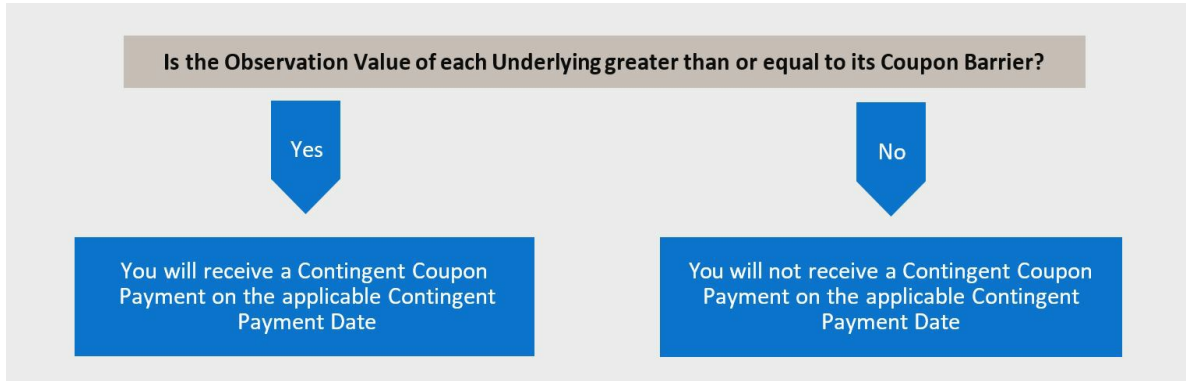 Is the Observation Value of each Underlying greater than or equal to its Coupon Barrier?
Yes
No
You will receive a Contingent Coupon
Payment on the applicable Contingent
Payment Date
You will not receive a Contingent Coupon
Payment on the applicable Contingent
Payment Date